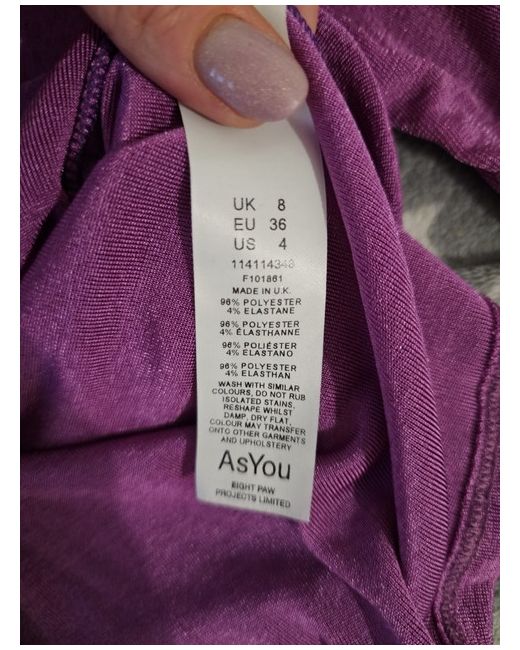 UK 8
EU 36
US 4
114114348
F101861
MADE IN U.K.
96% POLYESTER
4% ELASTANE
96% POLYESTER
4% ÉLASTHANNE
96% POLIÉSTER
4% ELASTANO
96% POLYESTER
4% ELASTHAN
WASH WITH SIMILAR
COLOURS, DO NOT RUB
ISOLATED STAINS,
RESHAPE WHILST
DAMP, DRY FLAT,
COLOUR MAY TRANSFER
ONTO OTHER GARMENTS
AND UPHOLSTERY
AsYou
EIGHT PAW
PROJECTS LIMITED